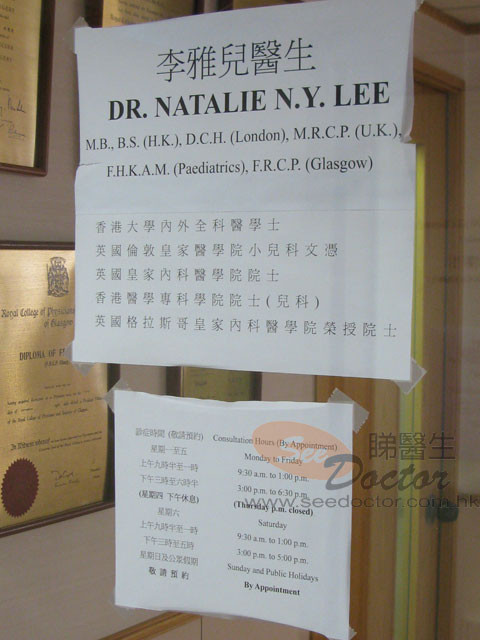 李雅兒醫生
DR. NATALIE N.Y. LEE
M.B., B.S. (H.K.), D.C.H. (London), M.R.C.P. (U.K.),
F.H.K.A.M. (Paediatrics), F.R.C.P. (Glasgow)
香港大學內外全科醫學士
英國倫敦皇家醫學院小兒科文憑
英國皇家內科醫學院院士
香港醫學專科學院院士(兒科)
英國格拉斯哥皇家內科醫學院榮授院士
Royal College of Physicians
of Glasgow
DIPLOMA OF
診症時間 (敬請預約) Consultation Hours (By Appointment)
星期一至五 Monday to Friday
上午九時半至一時 9:30 a.m. to 1:00 p.m.
下午三時至六時半 3:00 p.m. to 6:30 p.m.
(星期四 下午休息) (Thursday p.m. closed)
星期六 Saturday
上午九時半至一時 9:30 a.m. to 1:00 p.m.
下午三時至五時 3:00 p.m. to 5:00 p.m.
星期日及公眾假期 Sunday and Public Holidays
敬請預約 By Appointment
See Doctor 睇醫生
www.seedoctor.com.hk